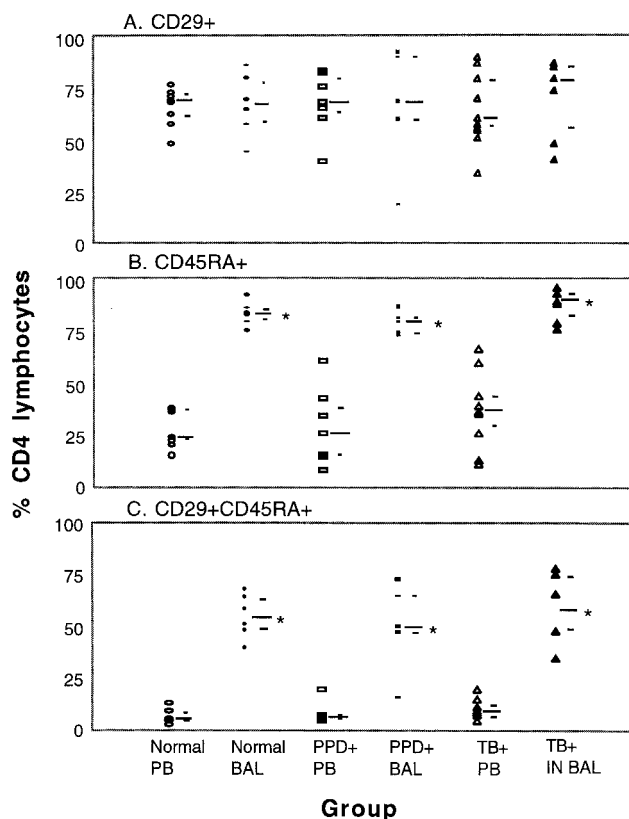 A. CD29+
100
75
50
25
0
B. CD45RA+
100
75
50
25
0
*
*
*
C. CD29+CD45RA+
100
75
50
25
0
*
*
*
% CD4 lymphocytes
Normal PB
Normal BAL
PPD+ PB
PPD+ BAL
TB+ PB
TB+ IN BAL
Group